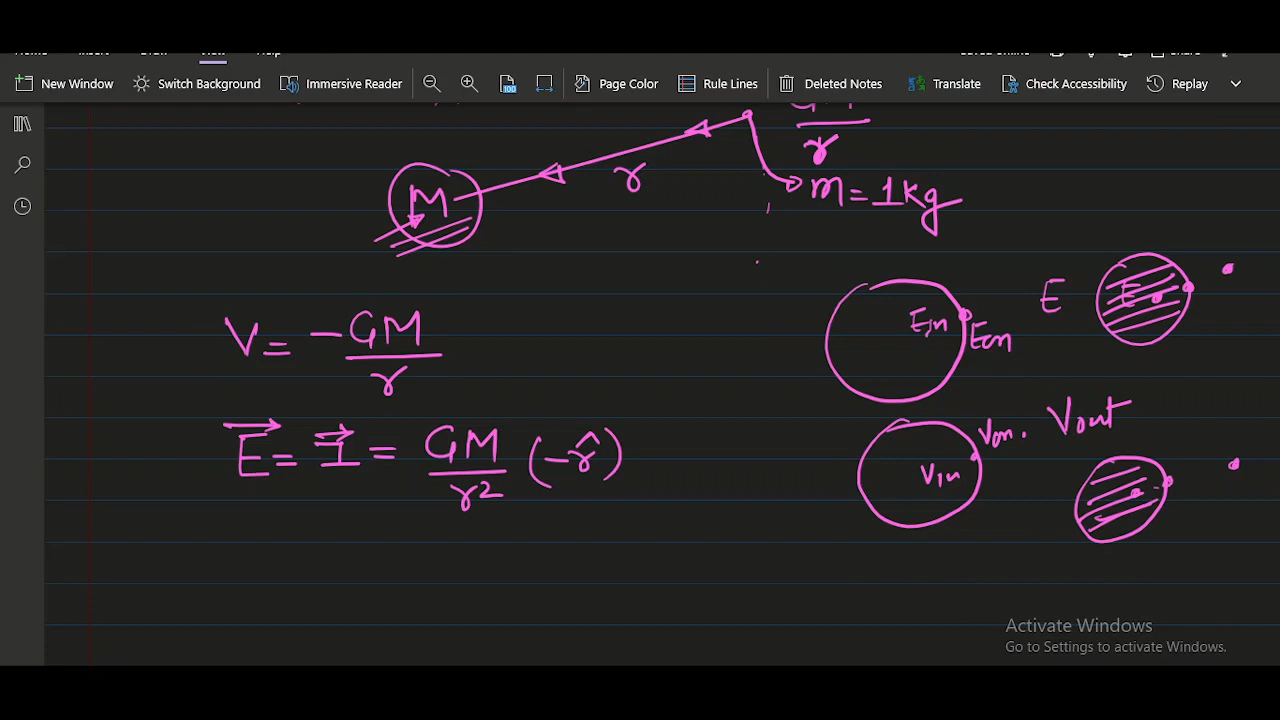 New Window Switch Background Immersive Reader 100 Page Color Rule Lines Deleted Notes Translate Check Accessibility Replay
r
M
r
m = 1kg
V = -GM/r
E⃗ = I⃗ = GM/r² (-r̂)
Ein
Eon
E
E
Vin
Von.
Vout
Activate Windows
Go to Settings to activate Windows.